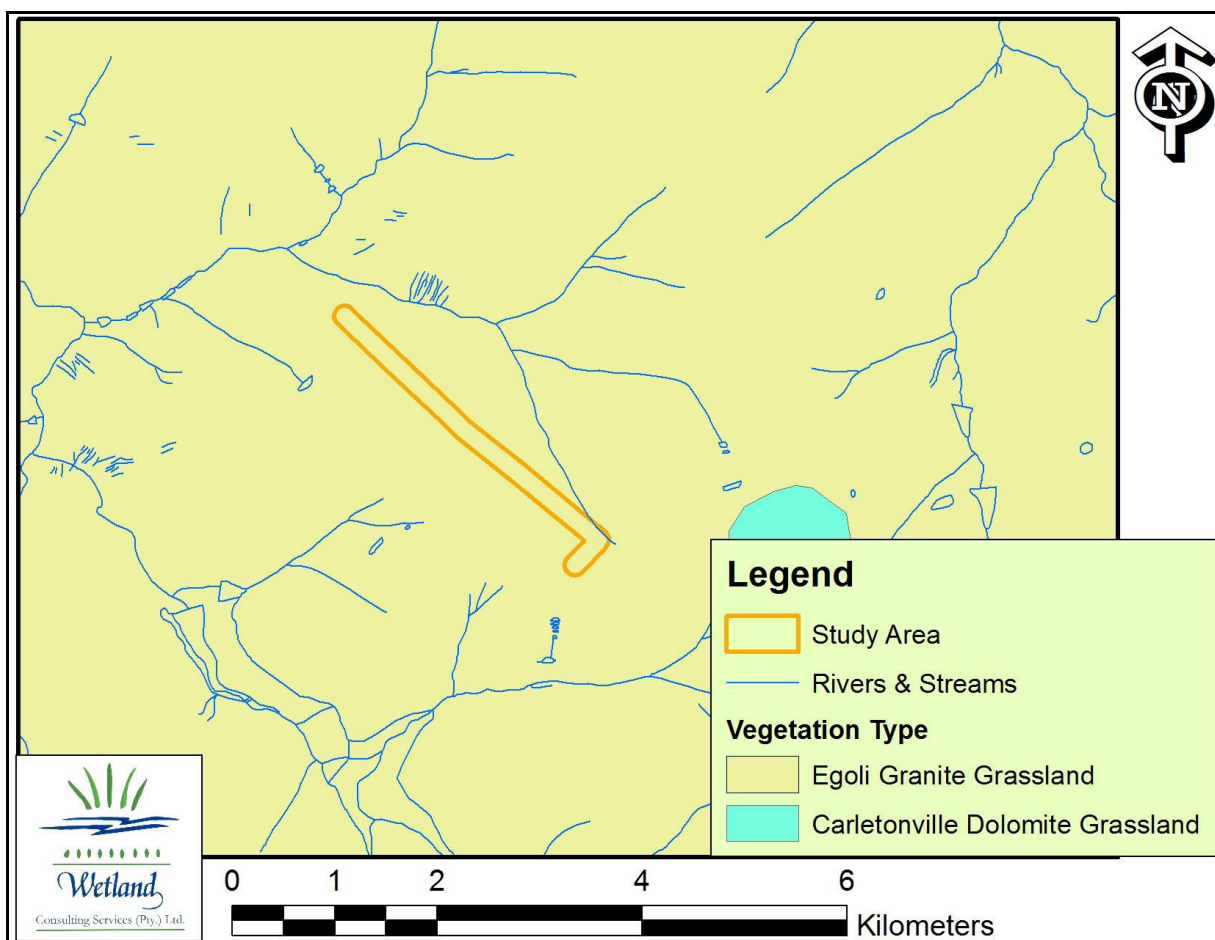 N
Legend
Study Area
Rivers & Streams
Vegetation Type
Egoli Granite Grassland
Carletonville Dolomite Grassland
Wetland
Consulting Services (Pty.) Ltd.
0 1 2 4 6
Kilometers